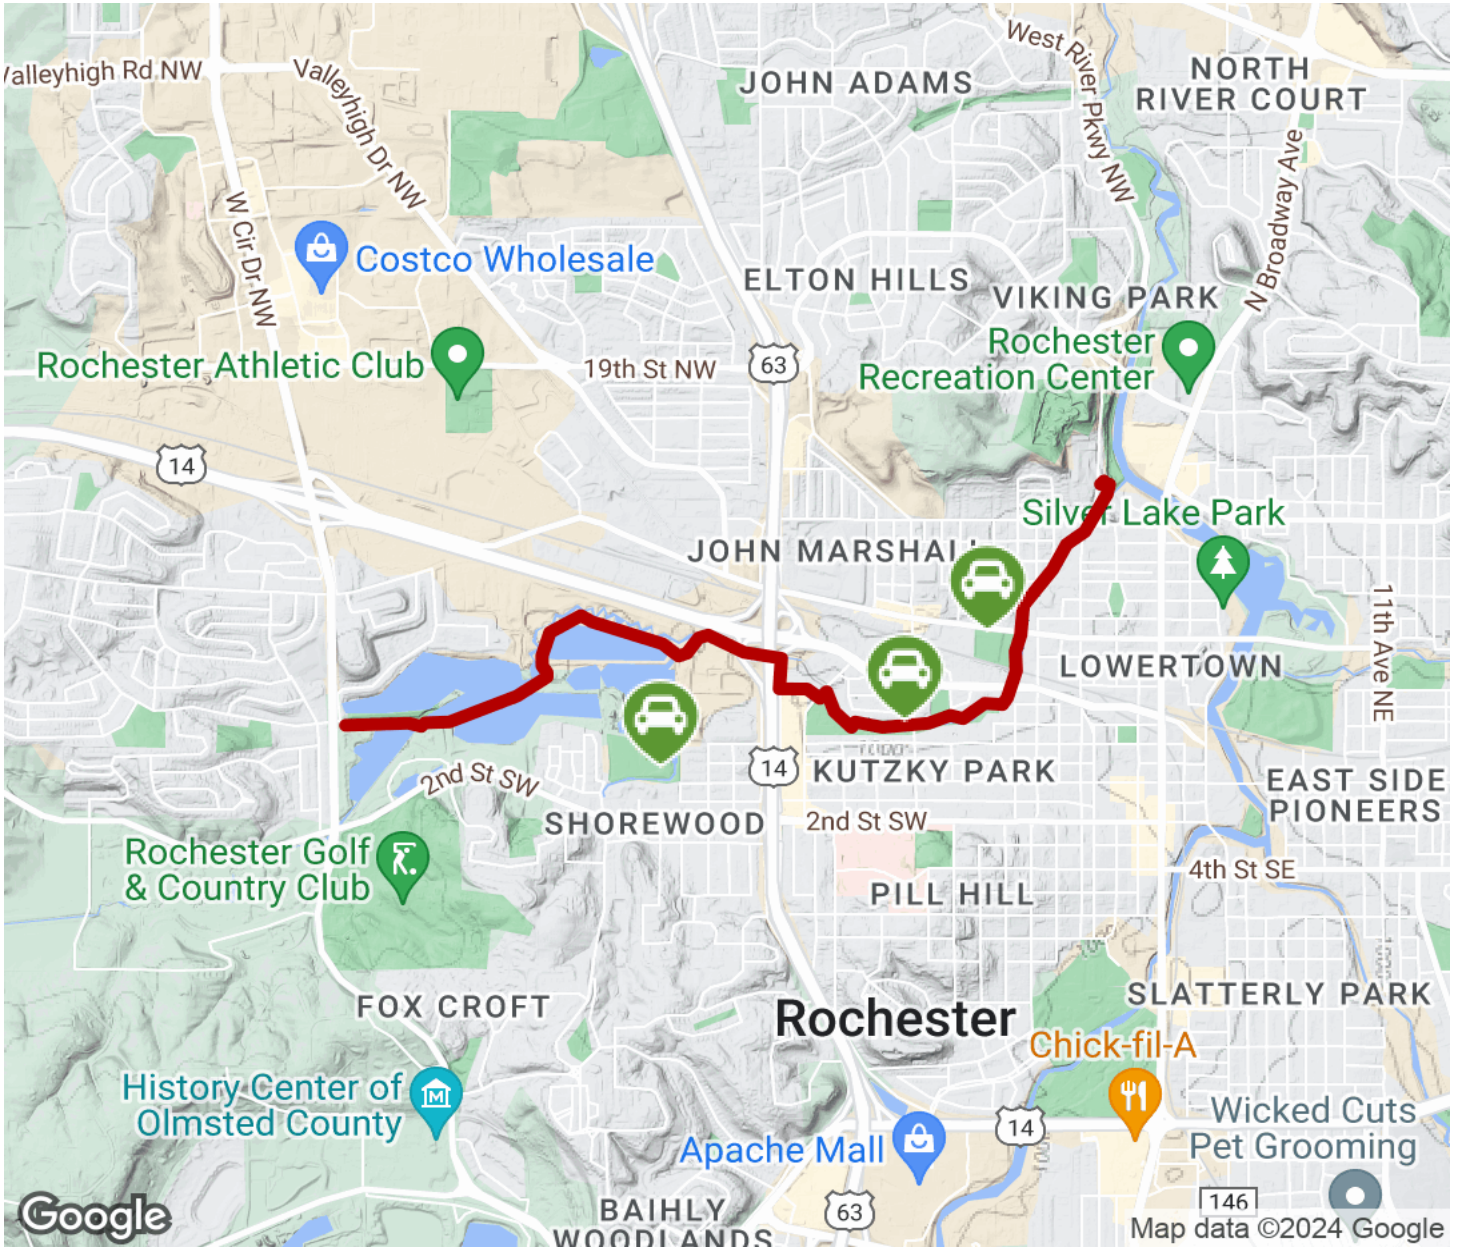 West River Pkwy NW
NORTH
RIVER COURT
Valleyhigh Rd NW
Valleyhigh Dr NW
JOHN ADAMS
N Broadway Ave
W Cir Dr NW
Costco Wholesale
ELTON HILLS
VIKING PARK
Rochester
Recreation Center
Rochester Athletic Club
19th St NW
63
14
Silver Lake Park
JOHN MARSHALL
11th Ave NE
LOWERTOWN
2nd St SW
14
KUTZKY PARK
EAST SIDE
PIONEERS
SHOREWOOD
2nd St SW
Rochester Golf
& Country Club
4th St SE
PILL HILL
FOX CROFT
SLATTERLY PARK
Rochester
Chick-fil-A
History Center of
Olmsted County
M
14
Wicked Cuts
Pet Grooming
Apache Mall
146
63
BAIHLY
WOODLANDS
Google
Map data ©2024 Google